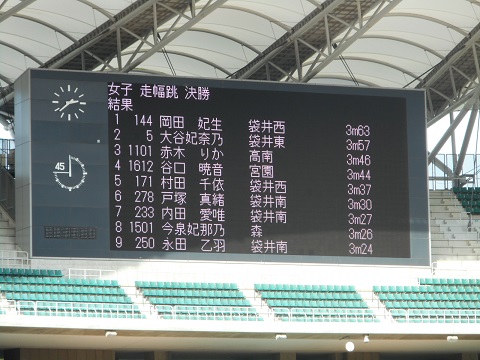 女子 走幅跳 決勝
結果
1 144 岡田 妃生 袋井西 3m63
2 5 大谷妃奈乃 袋井東 3m57
3 1101 赤木 りか 高南 3m46
4 1612 谷口 暁音 宮園 3m44
5 171 村田 千依 袋井西 3m37
6 278 戸塚 真緒 袋井南 3m30
7 233 内田 愛唯 袋井南 3m27
8 1501 今泉妃那乃 森 3m26
9 250 永田 乙羽 袋井南 3m24
45